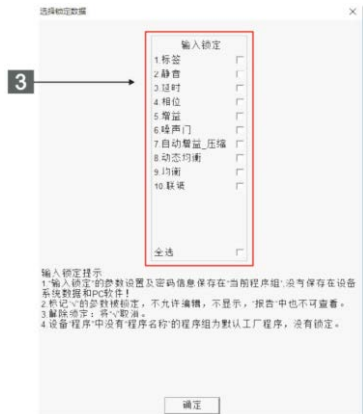 选择锁定数据
输入锁定
1.标签
2.静音
3
3.延时
4.相位
5.增益
6.噪声门
7.自动增益_压缩
8.动态均衡
9.均衡
10.联调
全选
输入锁定提示
1."输入锁定"的参数设置及密码信息保存在"当前程序组",没有保存在设备
系统数据和PC软件!
2.标记"√"的参数被锁定，不允许编辑，不显示，"报告"中也不可查看。
3.解除锁定：将"√"取消。
4.设备"程序"中没有"程序名称"的程序组为默认工厂程序，没有锁定。
确定